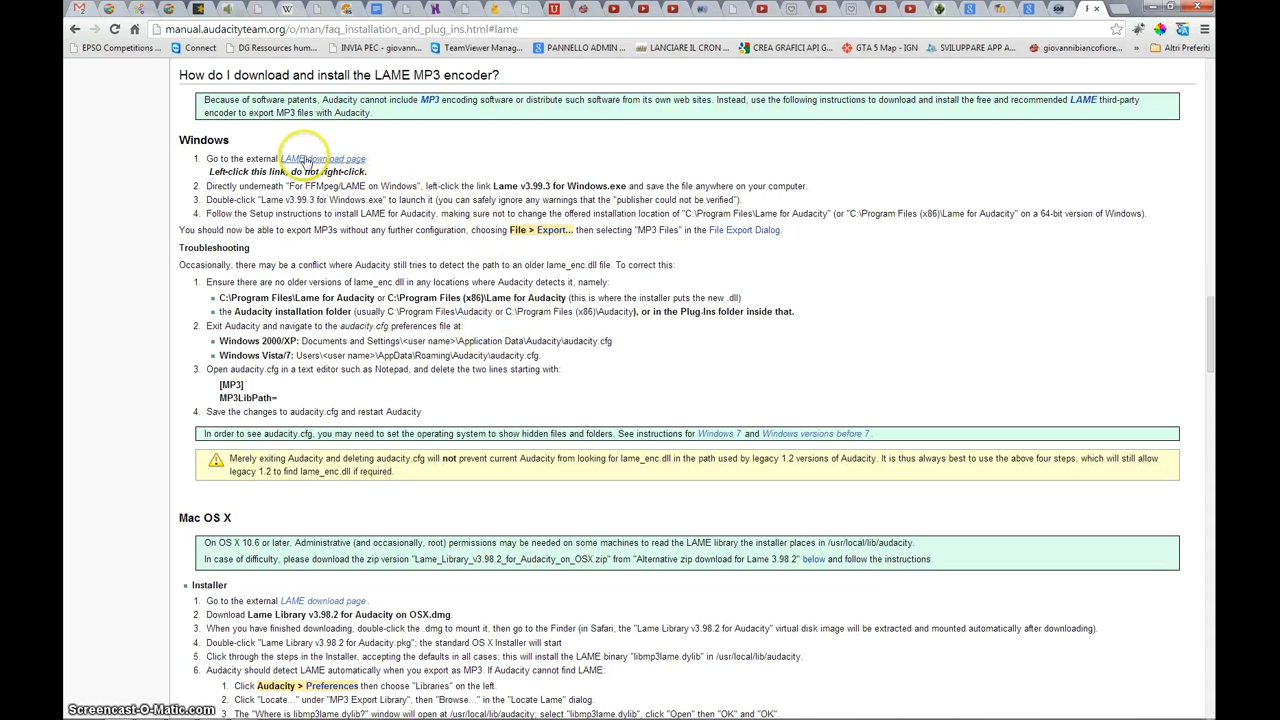 manual.audacityteam.org/o/man/faq_installation_and_plug_ins.html#lame
EPSO Competitions ...
Connect
DG Resources hum...
INVIA PEC - giovann...
TeamViewer Manag...
PANNELLO ADMIN ...
LANCIARE IL CRON ...
CREA GRAFICI GOO...
GTA 5 Map - IGN
SVILUPPARE APP A...
giovannibiancofiore...
Altri Preferiti
How do I download and install the LAME MP3 encoder?
Because of software patents, Audacity cannot include MP3 encoding software or distribute such software from its own web sites. Instead, use the following instructions to download and install the free and recommended LAME third-party
encoder to export MP3 files with Audacity.
Windows
1. Go to the external LAME download page
Left-click this link, do not right-click.
2. Directly underneath "For FFMpeg/LAME on Windows", left-click the link Lame v3.99.3 for Windows.exe and save the file anywhere on your computer.
3. Double-click "Lame v3.99.3 for Windows.exe" to launch it (you can safely ignore any warnings that the "publisher could not be verified").
4. Follow the Setup instructions to install LAME for Audacity, making sure not to change the offered installation location of "C:\Program Files\Lame for Audacity" (or "C:\Program Files (x86)\Lame for Audacity" on a 64-bit version of Windows).
You should now be able to export MP3s without any further configuration, choosing File > Export... then selecting "MP3 Files" in the File Export Dialog.
Troubleshooting
Occasionally, there may be a conflict where Audacity still tries to detect the path to an older lame_enc.dll file. To correct this:
1. Ensure there are no older versions of lame_enc.dll in any locations where Audacity detects it, namely:
C:\Program Files\Lame for Audacity or C:\Program Files (x86)\Lame for Audacity (this is where the installer puts the new .dll)
the Audacity installation folder (usually C:\Program Files\Audacity or C:\Program Files (x86)\Audacity), or in the Plug-Ins folder inside that.
2. Exit Audacity and navigate to the audacity.cfg preferences file at:
Windows 2000/XP: Documents and Settings\<user name>\Application Data\Audacity\audacity.cfg
Windows Vista/7: Users\<user name>\AppData\Roaming\Audacity\audacity.cfg.
3. Open audacity.cfg in a text editor such as Notepad, and delete the two lines starting with:
[MP3]
MP3LibPath=
4. Save the changes to audacity.cfg and restart Audacity
In order to see audacity.cfg, you may need to set the operating system to show hidden files and folders. See instructions for Windows 7 and Windows versions before 7 .
Merely exiting Audacity and deleting audacity.cfg will not prevent current Audacity from looking for lame_enc.dll in the path used by legacy 1.2 versions of Audacity. It is thus always best to use the above four steps, which will still allow
legacy 1.2 to find lame_enc.dll if required.
Mac OS X
On OS X 10.6 or later, Administrative (and occasionally, root) permissions may be needed on some machines to read the LAME library the installer places in /usr/local/lib/audacity.
In case of difficulty, please download the zip version "Lame_Library_v3.98.2_for_Audacity_on_OSX.zip" from "Alternative zip download for Lame 3.98.2" below and follow the instructions.
Installer
1. Go to the external LAME download page .
2. Download Lame Library v3.98.2 for Audacity on OSX.dmg.
3. When you have finished downloading, double-click the .dmg to mount it, then go to the Finder (in Safari, the "Lame Library v3.98.2 for Audacity" virtual disk image will be extracted and mounted automatically after downloading).
4. Double-click "Lame Library v3.98.2 for Audacity.pkg"; the standard OS X Installer will start
5. Click through the steps in the Installer, accepting the defaults in all cases; this will install the LAME binary "libmp3lame.dylib" in /usr/local/lib/audacity.
6. Audacity should detect LAME automatically when you export as MP3. If Audacity cannot find LAME:
1. Click Audacity > Preferences then choose "Libraries" on the left.
2. Click "Locate..." under "MP3 Export Library", then "Browse..." in the "Locate Lame" dialog.
3. The "Where is libmp3lame.dylib?" window will open at /usr/local/lib/audacity; select "libmp3lame.dylib", click "Open" then "OK" and "OK".
Screencast-O-Matic.com